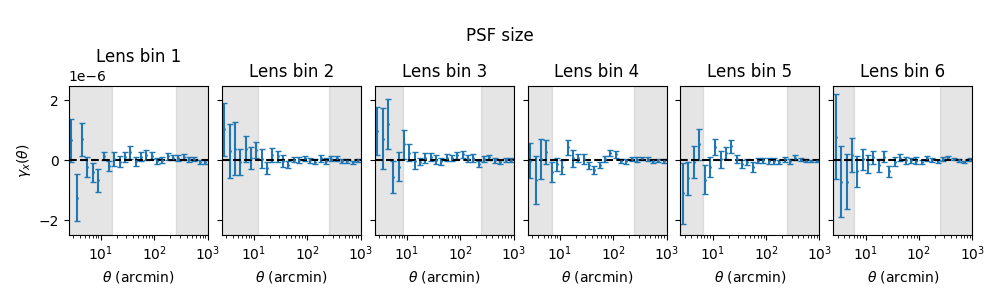 PSF size
Lens bin 1
Lens bin 2
Lens bin 3
Lens bin 4
Lens bin 5
Lens bin 6
1e−6
γₓ(θ)
2
0
−2
10¹ 10² 10³
10¹ 10² 10³
10¹ 10² 10³
10¹ 10² 10³
10¹ 10² 10³
10¹ 10² 10³
θ (arcmin)
θ (arcmin)
θ (arcmin)
θ (arcmin)
θ (arcmin)
θ (arcmin)